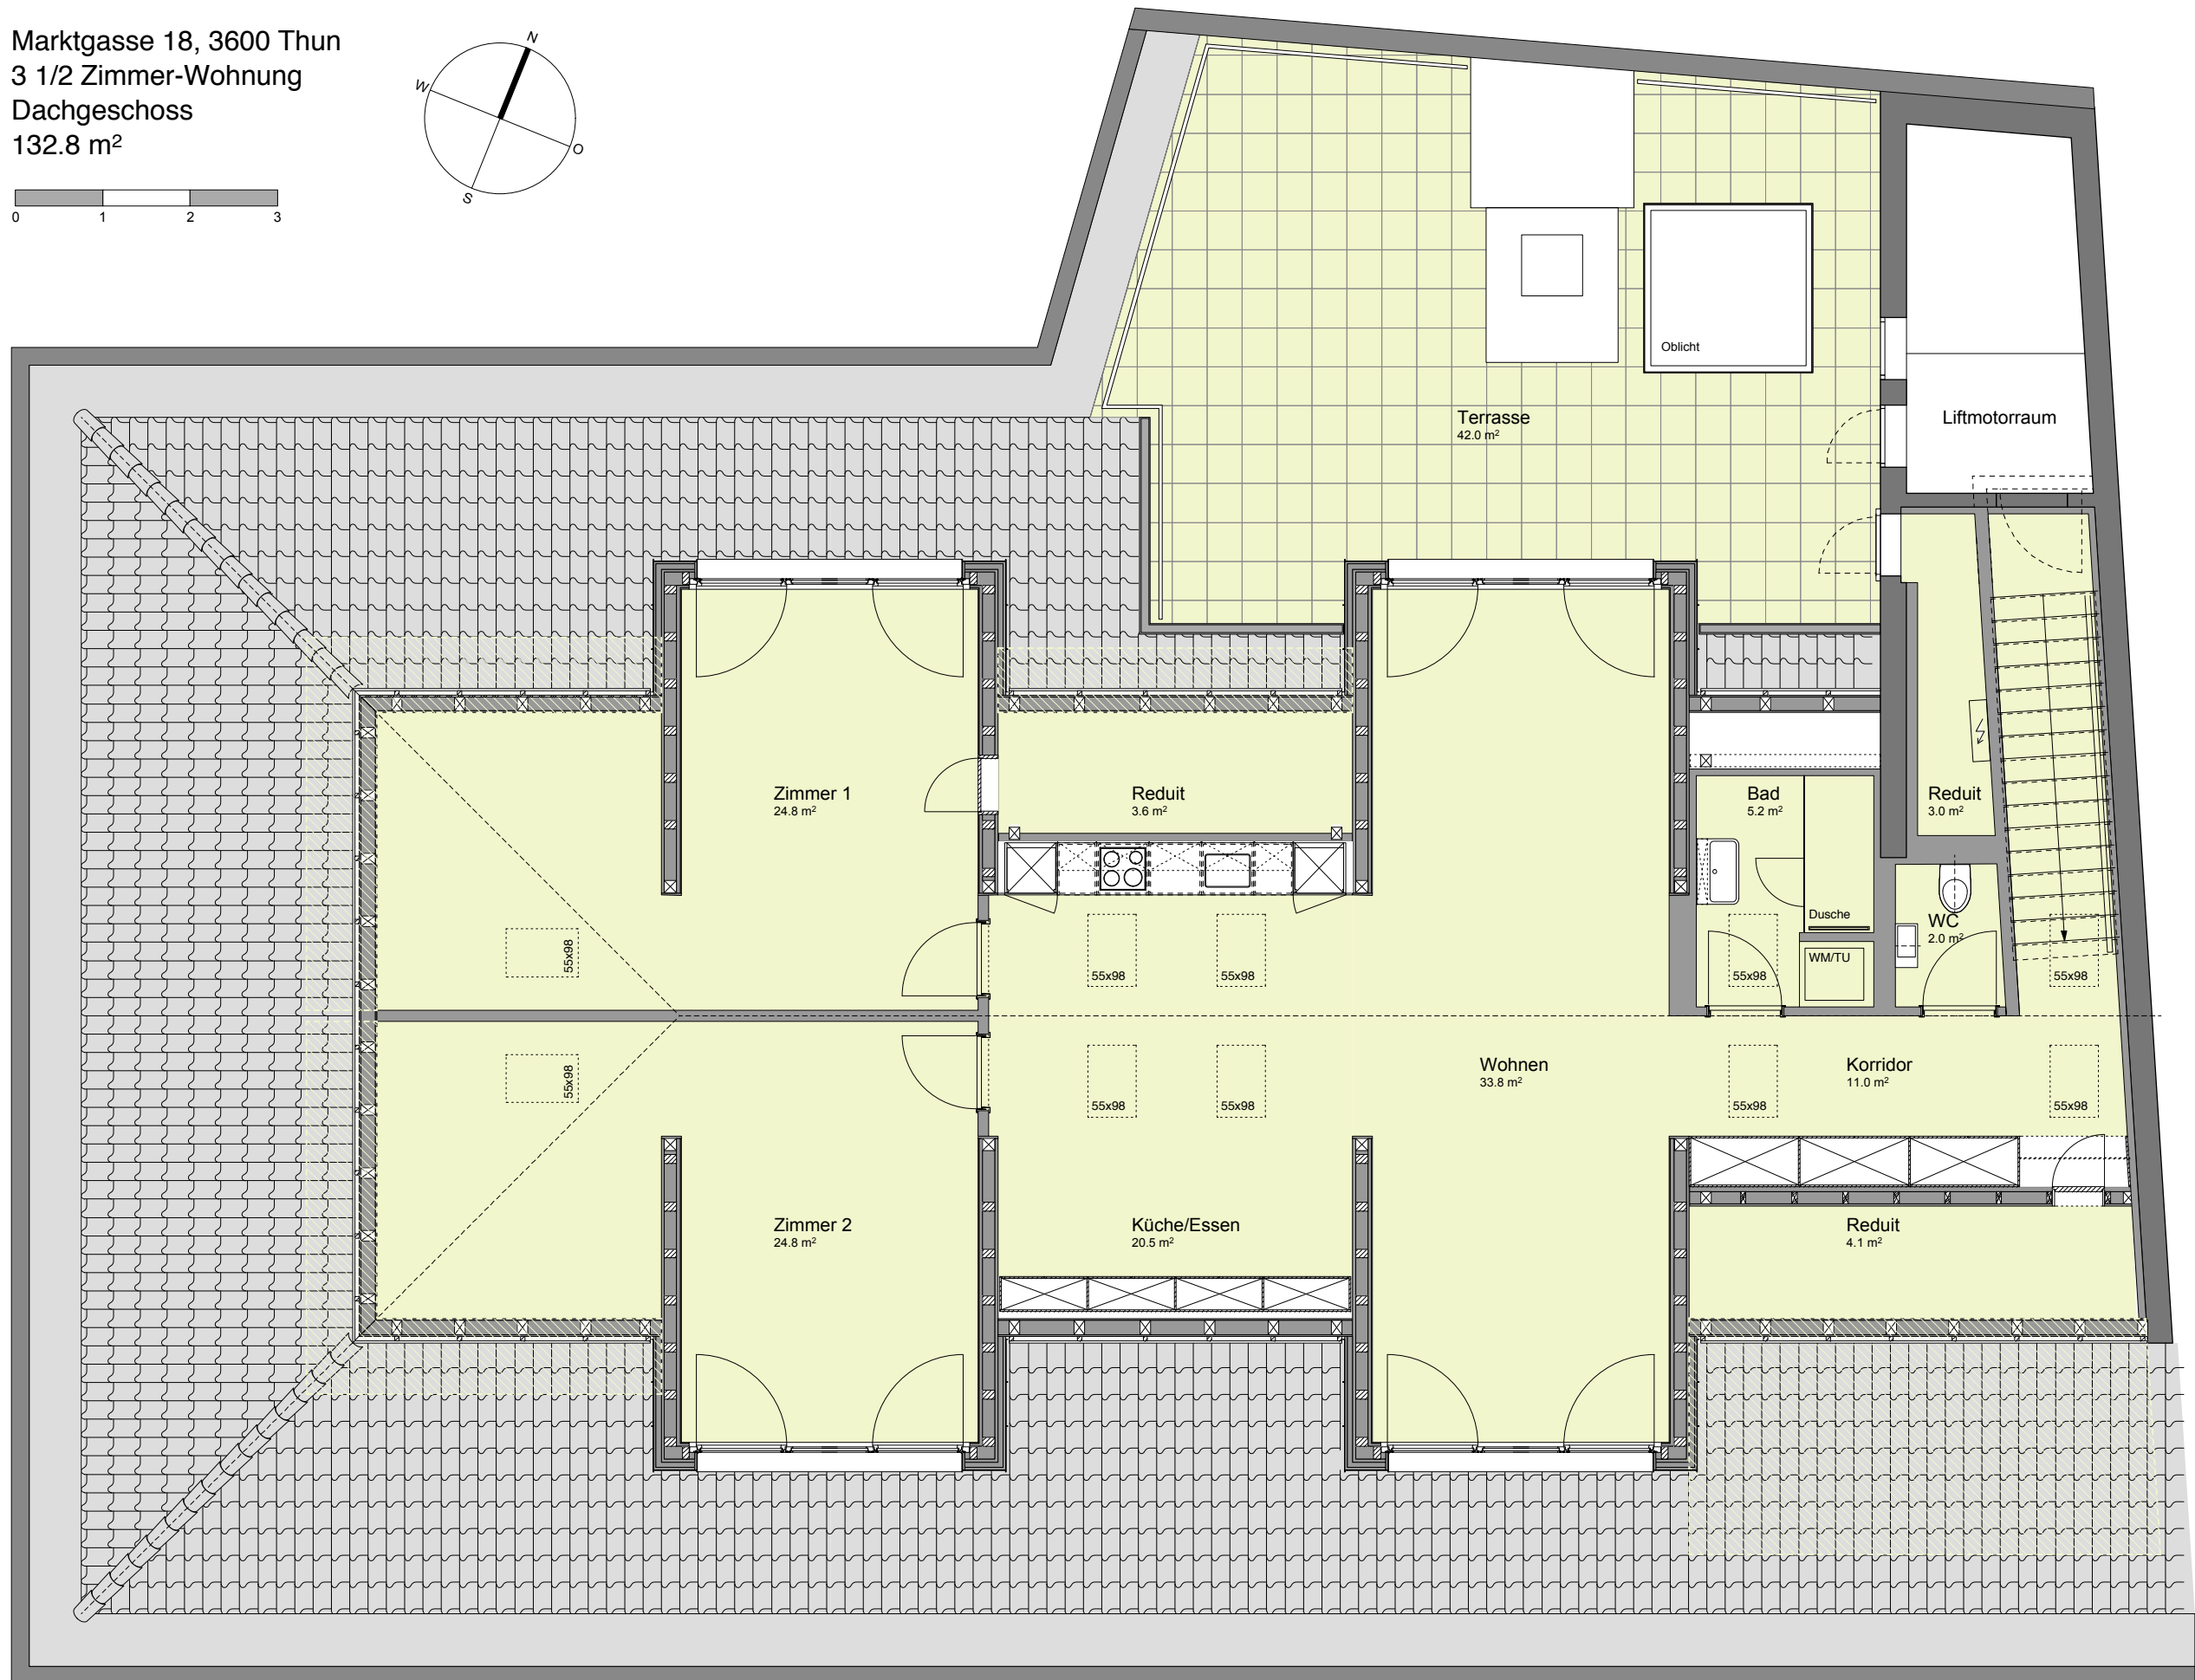 Marktgasse 18, 3600 Thun
3 1/2 Zimmer-Wohnung
Dachgeschoss
132.8 m²
0 1 2 3
N
W
O
S
Oblicht
Terrasse
42.0 m²
Liftmotorraum
Zimmer 1
24.8 m²
Reduit
3.6 m²
Bad
5.2 m²
Reduit
3.0 m²
Dusche
WC
2.0 m²
WM/TU
55x98
55x98
55x98
55x98
55x98
Wohnen
33.8 m²
Korridor
11.0 m²
55x98
55x98
55x98
55x98
55x98
Zimmer 2
24.8 m²
Küche/Essen
20.5 m²
Reduit
4.1 m²